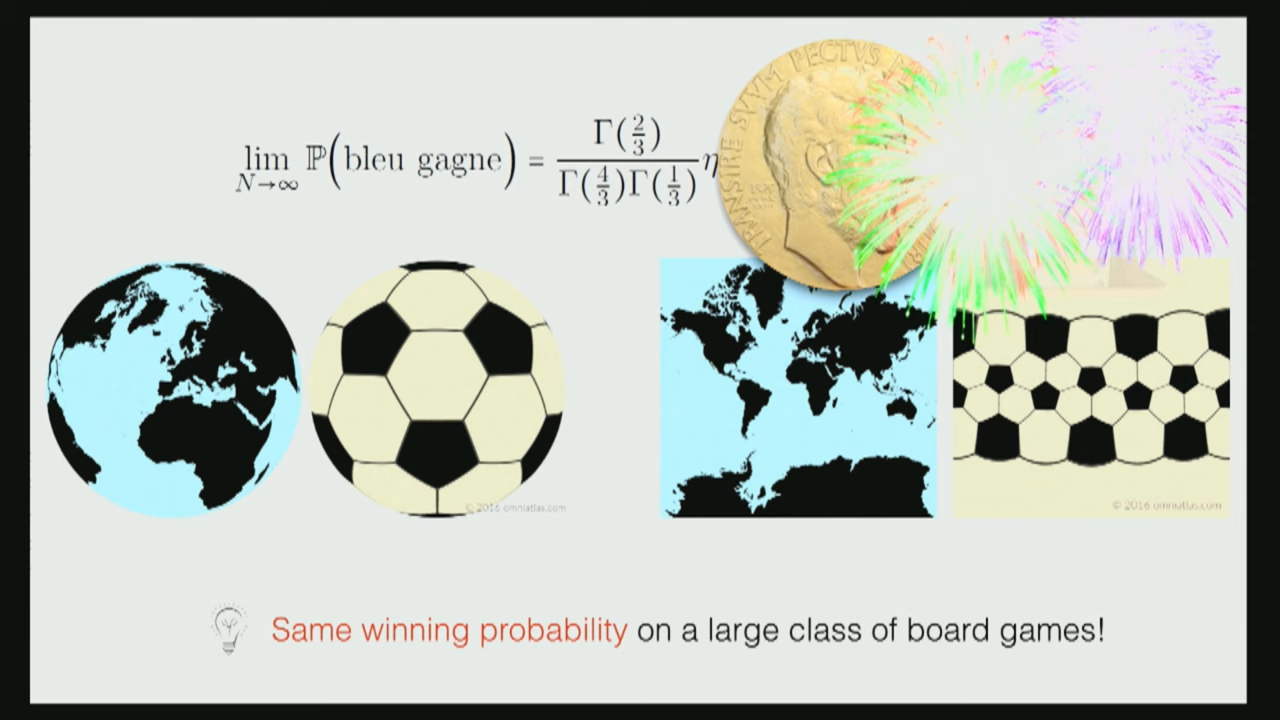 lim N→∞ ℙ(bleu gagne) = Γ(2/3) / Γ(4/3)Γ(1/3) η
TRANSIRE SVVM PECTVS
© 2016 omniatlas.com
© 2016 omniatlas.com
Same winning probability on a large class of board games!